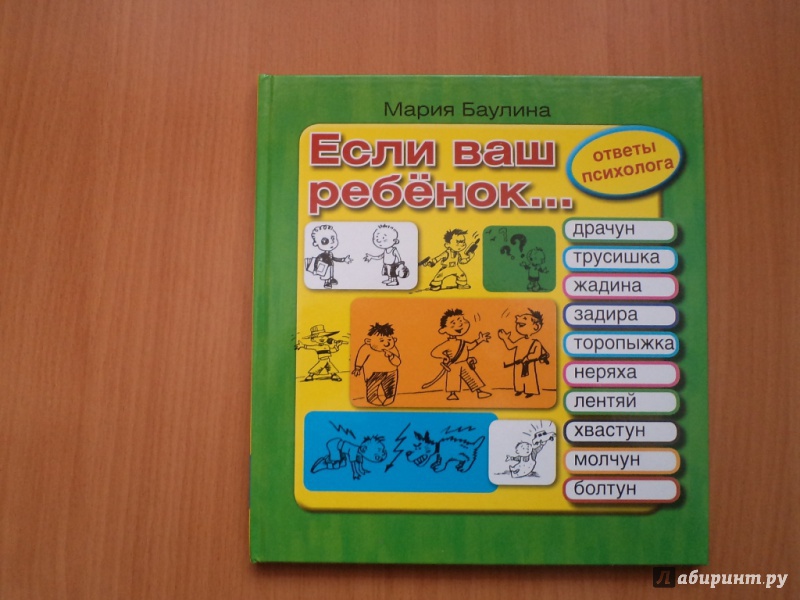 Мария Баулина
Если ваш
ребёнок...
ответы
психолога
драчун
трусишка
жадина
задира
торопыжка
неряха
лентяй
хвастун
молчун
болтун
Лабиринт.ру